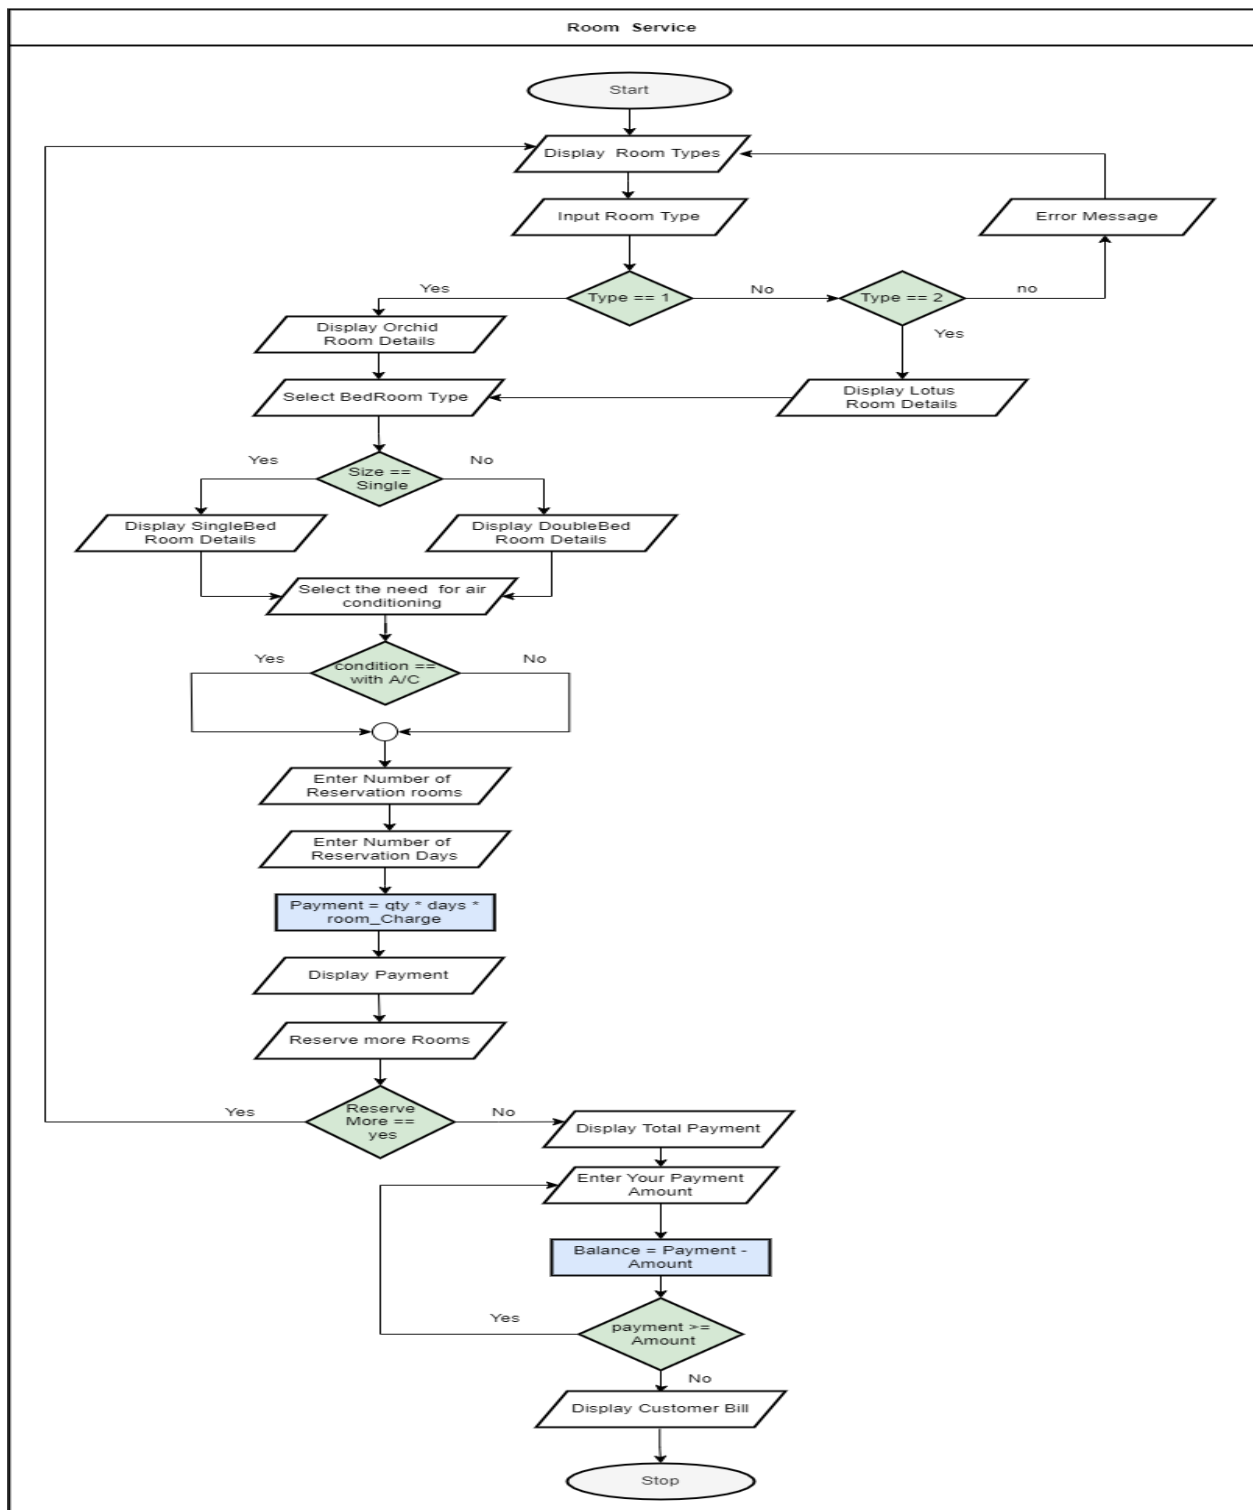 Room Service
Start
Display Room Types
Input Room Type
Error Message
Type == 1
Yes
No
Type == 2
no
Yes
Display Orchid
Room Details
Select BedRoom Type
Display Lotus
Room Details
Size ==
Single
Yes
No
Display SingleBed
Room Details
Display DoubleBed
Room Details
Select the need for air
conditioning
condition ==
with A/C
Yes
No
Enter Number of
Reservation rooms
Enter Number of
Reservation Days
Payment = qty * days *
room_Charge
Display Payment
Reserve more Rooms
Reserve
More ==
yes
Yes
No
Display Total Payment
Enter Your Payment
Amount
Balance = Payment -
Amount
payment >=
Amount
Yes
No
Display Customer Bill
Stop